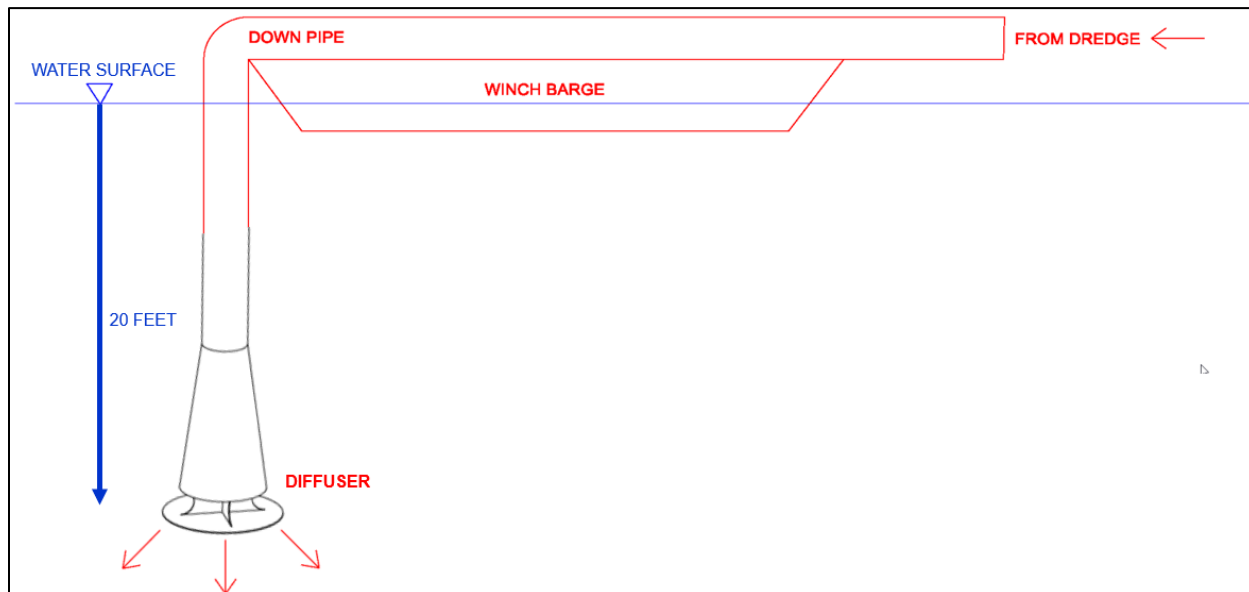 DOWN PIPE
FROM DREDGE
WATER SURFACE
WINCH BARGE
20 FEET
DIFFUSER